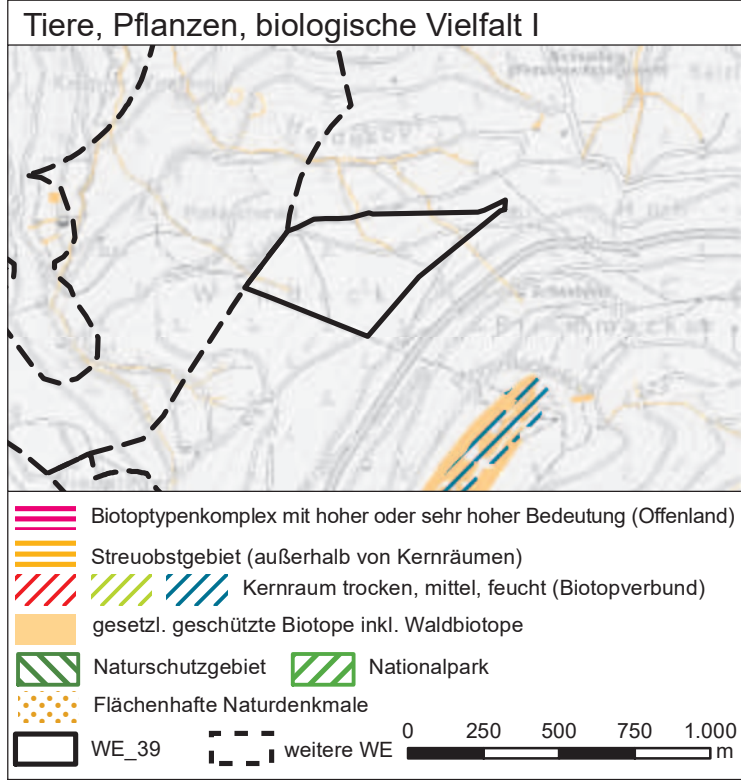 Tiere, Pflanzen, biologische Vielfalt I
Biotoptypenkomplex mit hoher oder sehr hoher Bedeutung (Offenland)
Streuobstgebiet (außerhalb von Kernräumen)
Kernraum trocken, mittel, feucht (Biotopverbund)
gesetzl. geschützte Biotope inkl. Waldbiotope
Naturschutzgebiet Nationalpark
Flächenhafte Naturdenkmale
WE_39 weitere WE 0 250 500 750 1.000
m